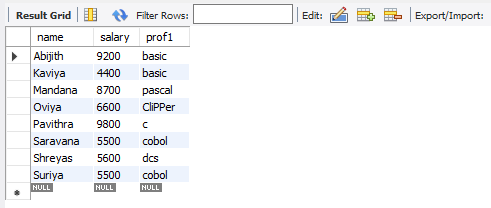 Result Grid Filter Rows: Edit: Export/Import:
name salary prof1
Abijith 9200 basic
Kaviya 4400 basic
Mandana 8700 pascal
Oviya 6600 CliPPer
Pavithra 9800 c
Saravana 5500 cobol
Shreyas 5600 dcs
Suriya 5500 cobol
NULL NULL NULL